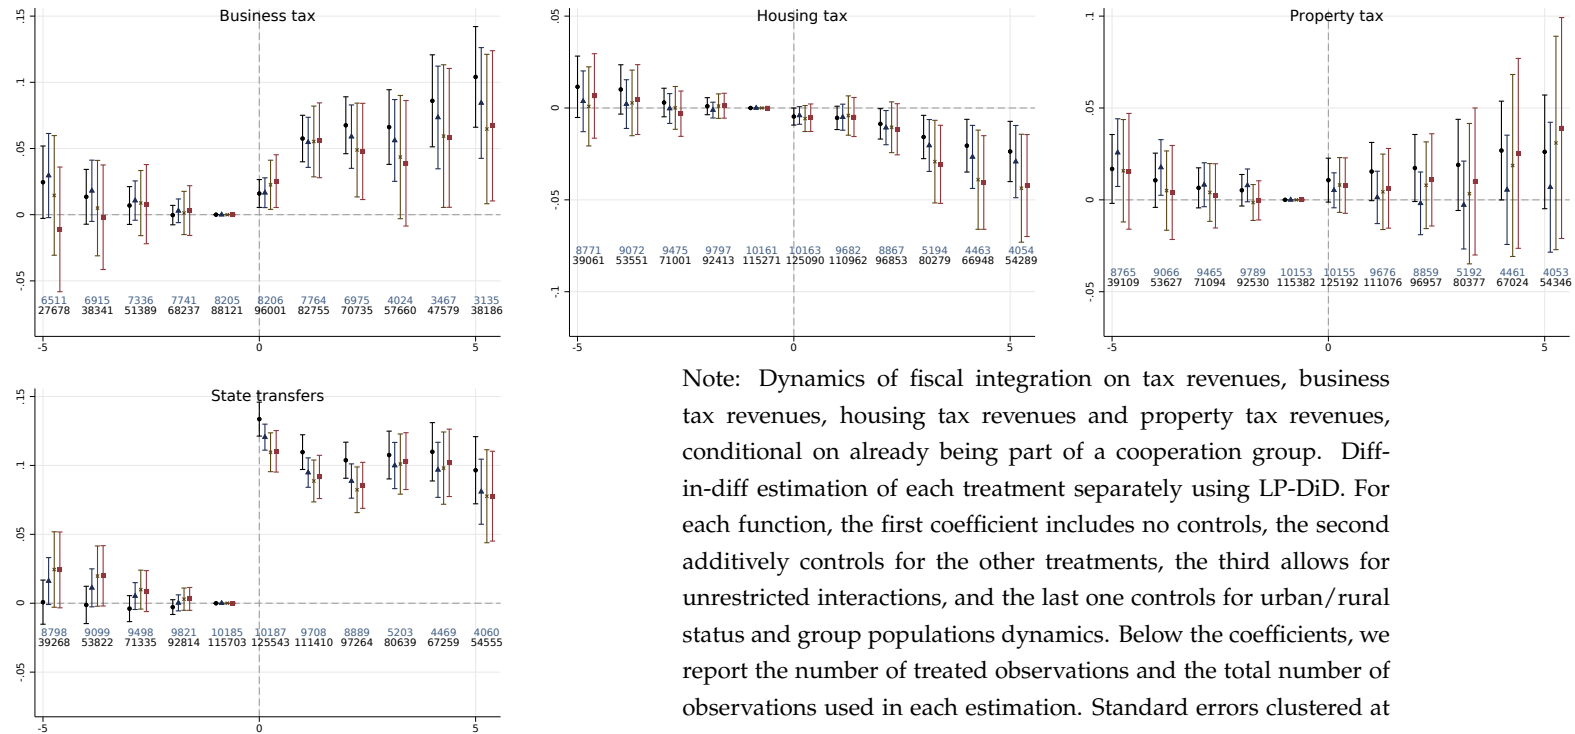 Business tax
.15
.1
.05
0
-.05
6511 6915 7336 7741 8205 8206 7764 6975 4024 3467 3135
27678 38341 51389 68237 88121 96001 82755 70735 57660 47579 38186
-5 0 5
Housing tax
.05
0
-.05
-.1
8771 9072 9475 9797 10161 10163 9682 8867 5194 4463 4054
39061 53551 71001 92413 115271 125090 110962 96853 80279 66948 54289
-5 0 5
Property tax
.1
.05
0
-.05
8765 9066 9465 9789 10153 10155 9676 8859 5192 4461 4053
39109 53627 71094 92530 115382 125192 111076 96957 80377 67024 54346
-5 0 5
State transfers
.15
.1
.05
0
-.05
8798 9099 9498 9821 10185 10187 9708 8889 5203 4469 4060
39268 53822 71335 92814 115703 125543 111410 97264 80639 67259 54555
-5 0 5
Note: Dynamics of fiscal integration on tax revenues, business
tax revenues, housing tax revenues and property tax revenues,
conditional on already being part of a cooperation group. Diff-
in-diff estimation of each treatment separately using LP-DiD. For
each function, the first coefficient includes no controls, the second
additively controls for the other treatments, the third allows for
unrestricted interactions, and the last one controls for urban/rural
status and group populations dynamics. Below the coefficients, we
report the number of treated observations and the total number of
observations used in each estimation. Standard errors clustered at